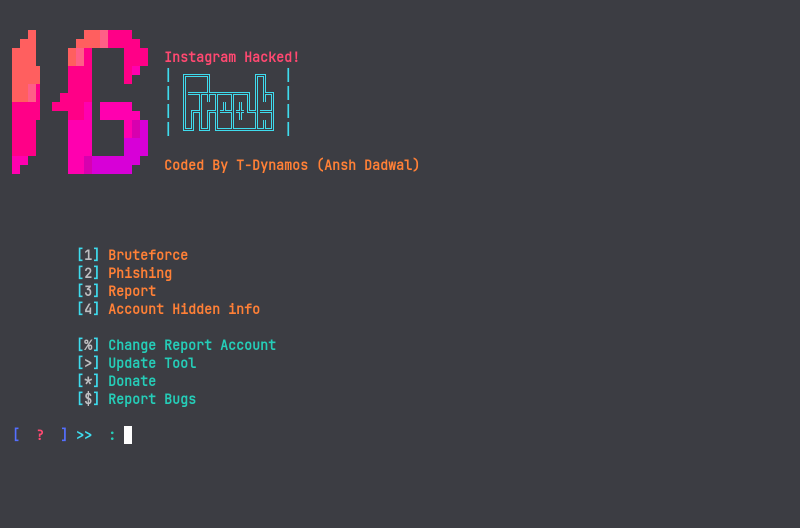 Instagram Hacked!
Coded By T-Dynamos (Ansh Dadwal)
[1] Bruteforce
[2] Phishing
[3] Report
[4] Account Hidden info
[%] Change Report Account
[>] Update Tool
[*] Donate
[$] Report Bugs
[ ? ] >> :